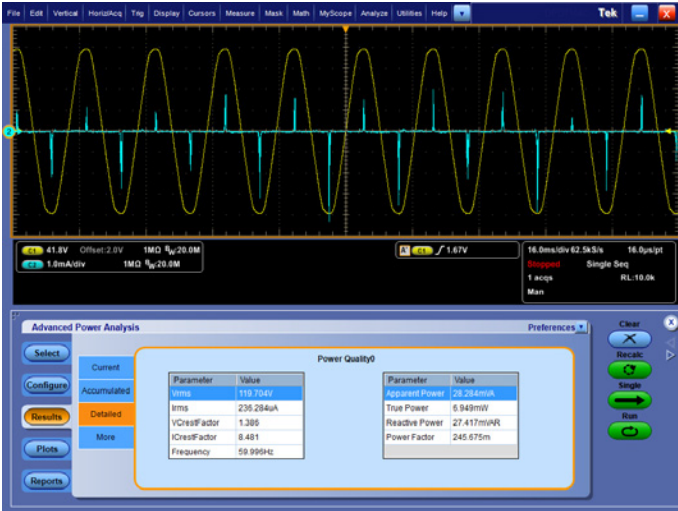 File Edit Vertical Horiz/Acq Trig Display Cursors Measure Mask Math MyScope Analyze Utilities Help Tek X
2
C1 41.8V Offset:2.0V 1MΩ BW:20.0M
C2 1.0mA/div 1MΩ BW:20.0M
A' C1 1.67V
16.0ms/div 62.5kS/s 16.0µs/pt
Stopped Single Seq
1 acqs RL:10.0k
Man
Advanced Power Analysis Preferences Clear X
Select Configure Results Plots Reports
Current Accumulated Detailed More
Power Quality0
Parameter Value
Vrms 119.704V
Irms 236.284uA
VCrestFactor 1.386
ICrestFactor 8.481
Frequency 59.996Hz
Parameter Value
Apparent Power 28.284mVA
True Power 6.949mW
Reactive Power 27.417mVAR
Power Factor 245.675m
Recalc
Single
Run